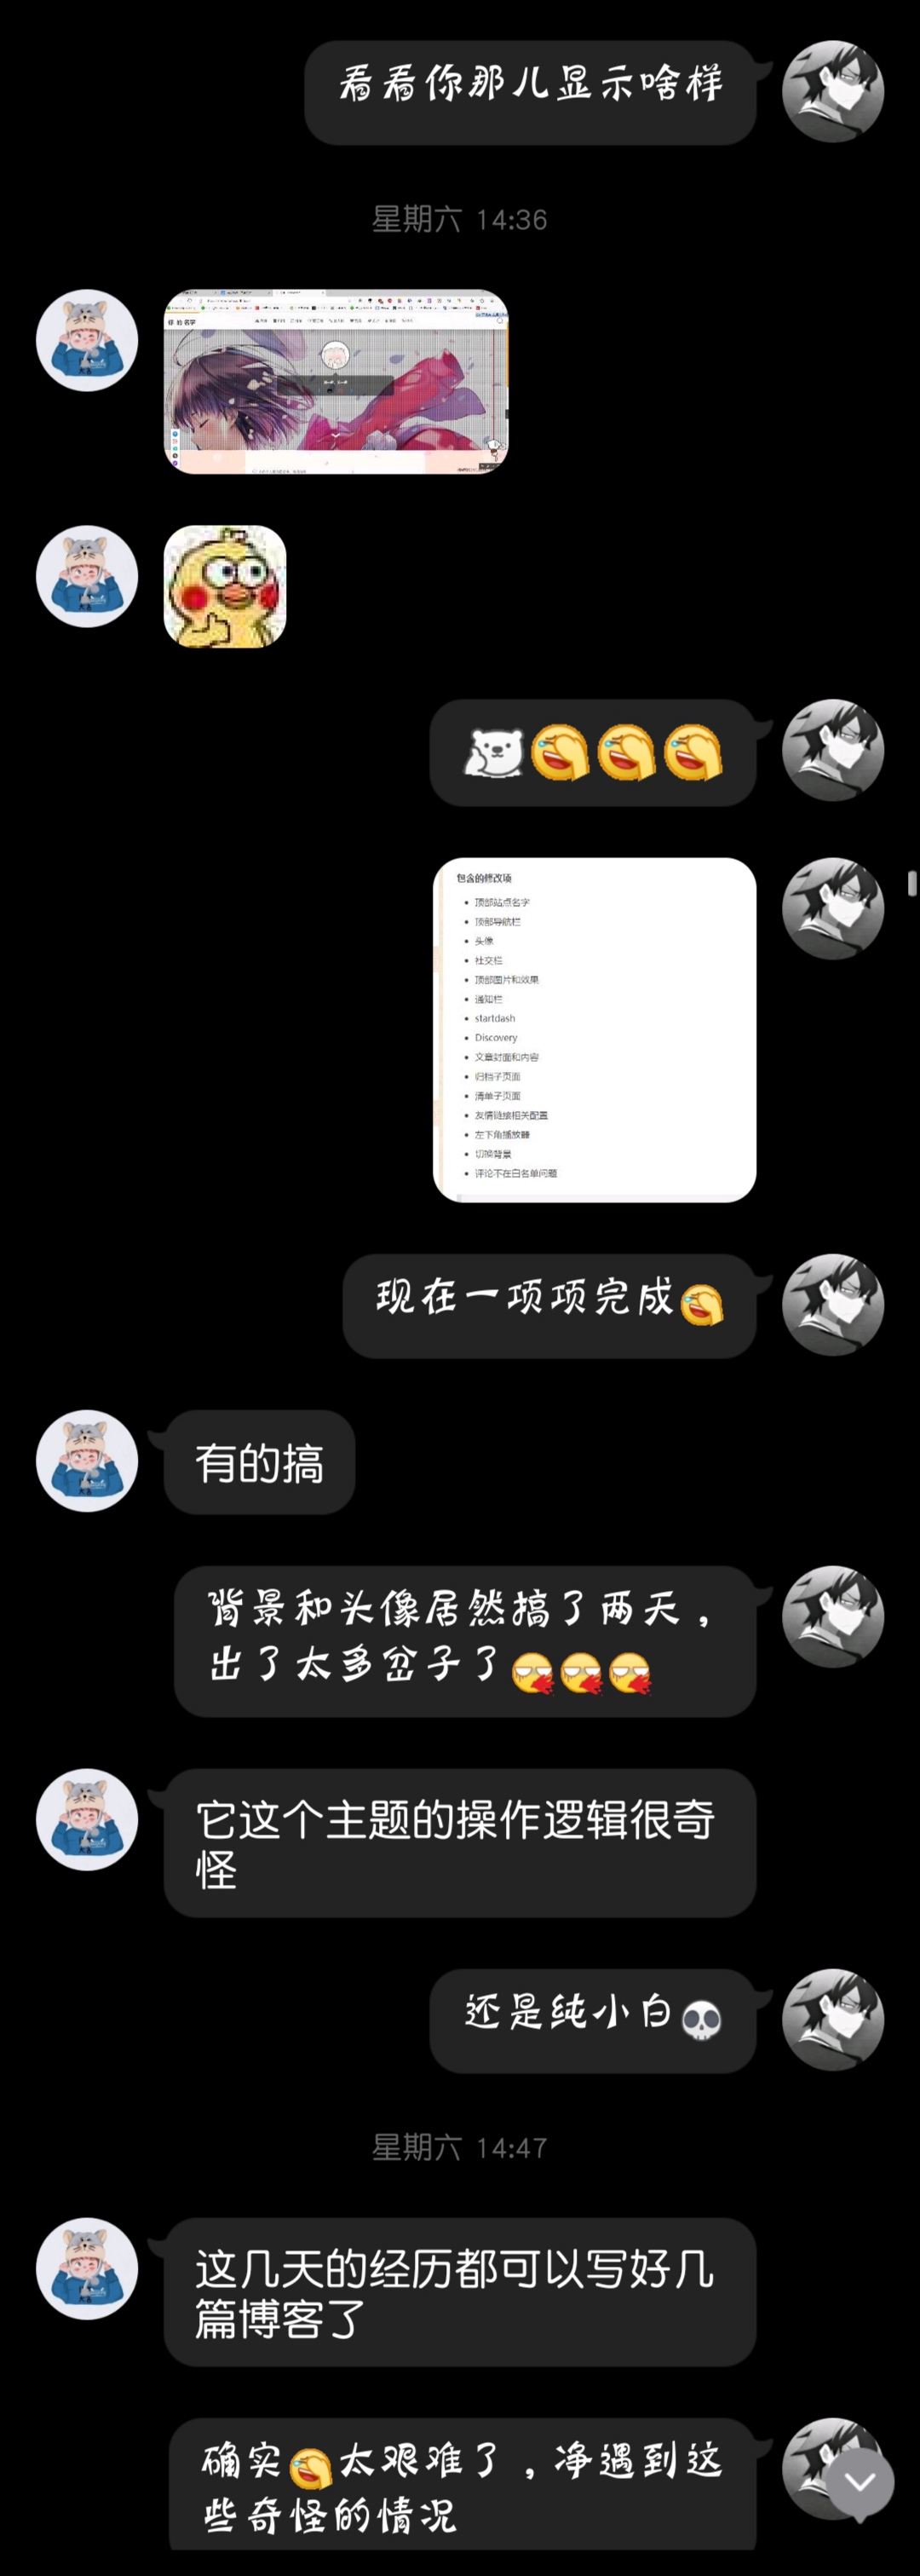 看看你那儿显示啥样
星期六 14:36
你 的 名字
包含的修改项
顶部站点名字
顶部导航栏
头像
社交栏
顶部图片和效果
通知栏
startdash
Discovery
文章封面和内容
归档子页面
清单子页面
友情链接相关配置
左下角播放器
切换背景
评论不在白名单问题
现在一项项完成
有的搞
背景和头像居然搞了两天，
出了太多岔子了
它这个主题的操作逻辑很奇
怪
还是纯小白
星期六 14:47
这几天的经历都可以写好几
篇博客了
确实太艰难了，净遇到这
些奇怪的情况